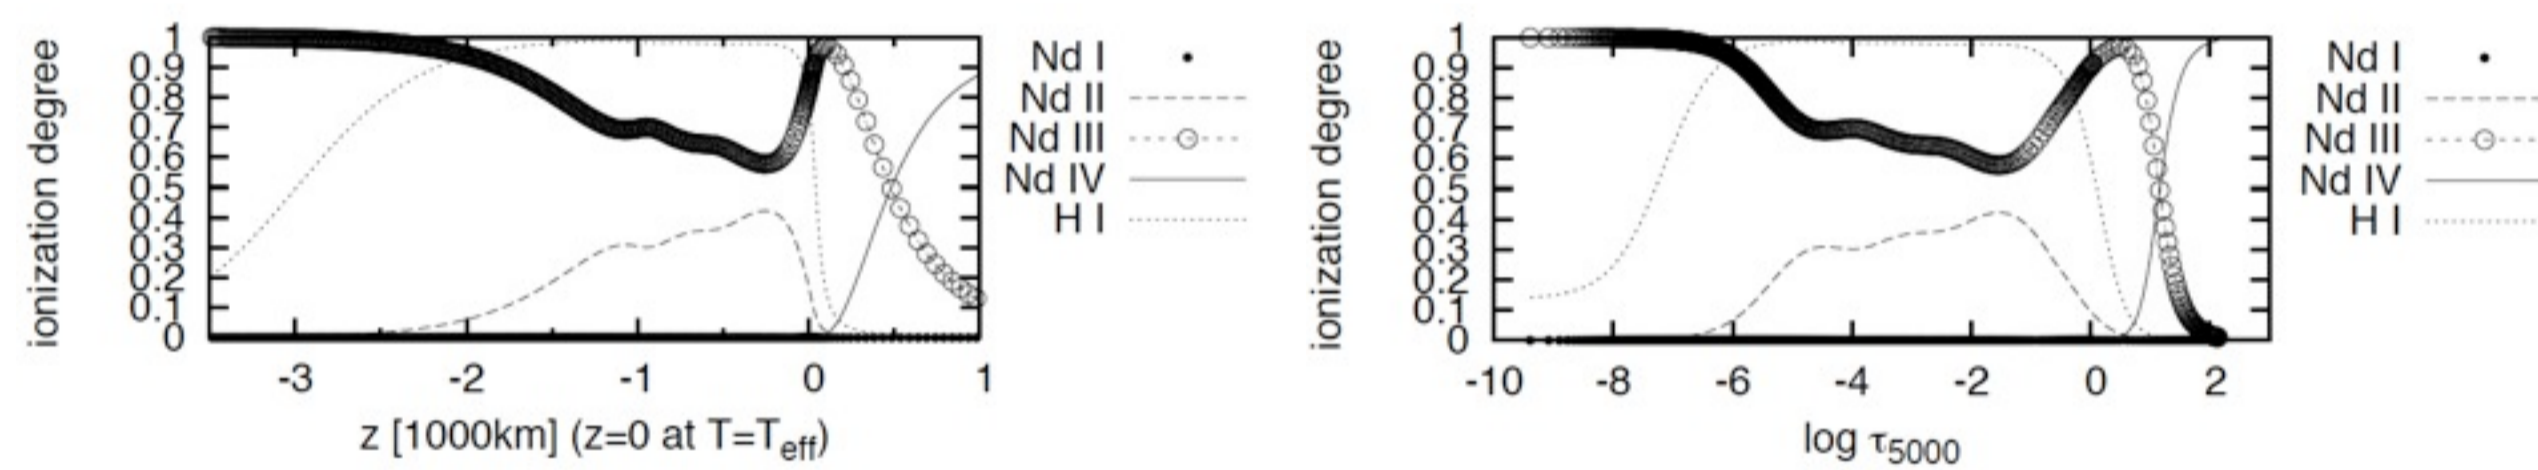 ionization degree
1
0.9
0.8
0.7
0.6
0.5
0.4
0.3
0.2
0.1
0
-3 -2 -1 0 1
z [1000km] (z=0 at T=Teff)
Nd I
Nd II
Nd III
Nd IV
H I
ionization degree
1
0.9
0.8
0.7
0.6
0.5
0.4
0.3
0.2
0.1
0
-10 -8 -6 -4 -2 0 2
log τ5000
Nd I
Nd II
Nd III
Nd IV
H I